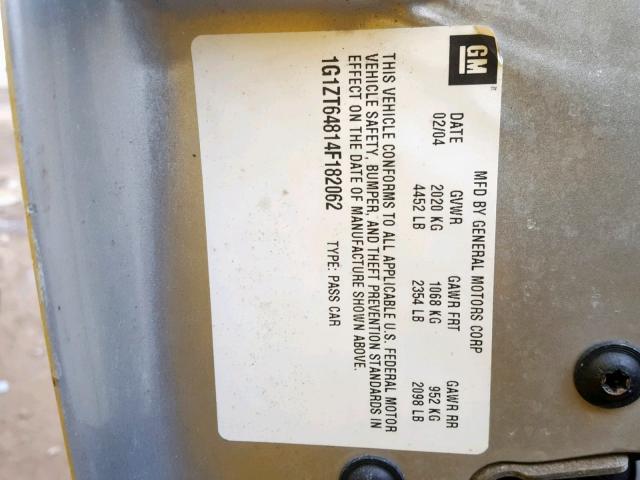 GM
MFD BY GENERAL MOTORS CORP
DATE GVWR GAWR FRT GAWR RR
02/04 2020 KG 1068 KG 952 KG
4452 LB 2354 LB 2098 LB
THIS VEHICLE CONFORMS TO ALL APPLICABLE U.S. FEDERAL MOTOR
VEHICLE SAFETY, BUMPER, AND THEFT PREVENTION STANDARDS IN
EFFECT ON THE DATE OF MANUFACTURE SHOWN ABOVE.
1G1ZT64814F182062 TYPE: PASS CAR